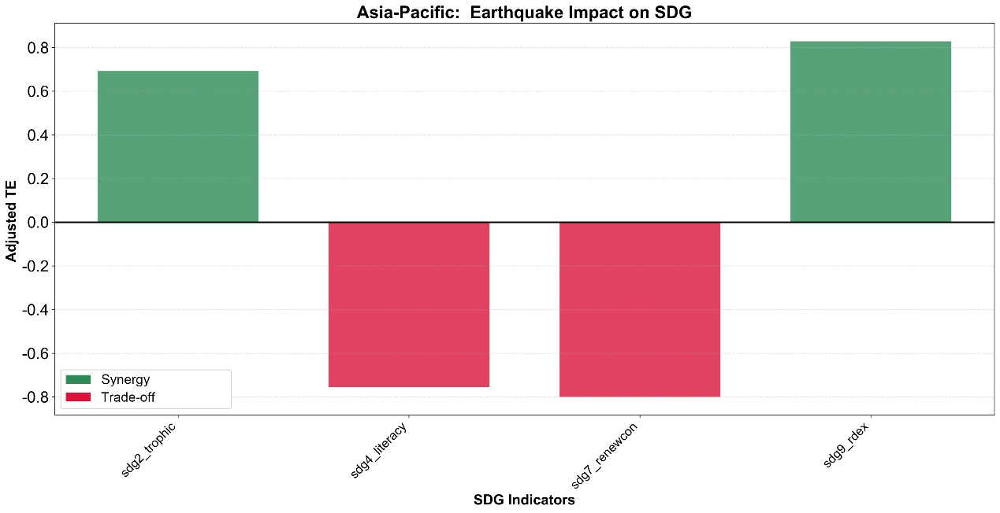 Asia-Pacific:  Earthquake Impact on SDG
Adjusted TE
0.8
0.6
0.4
0.2
0.0
-0.2
-0.4
-0.6
-0.8
Synergy
Trade-off
sdg2_trophic
sdg4_literacy
sdg7_renewcon
sdg9_rdex
SDG Indicators